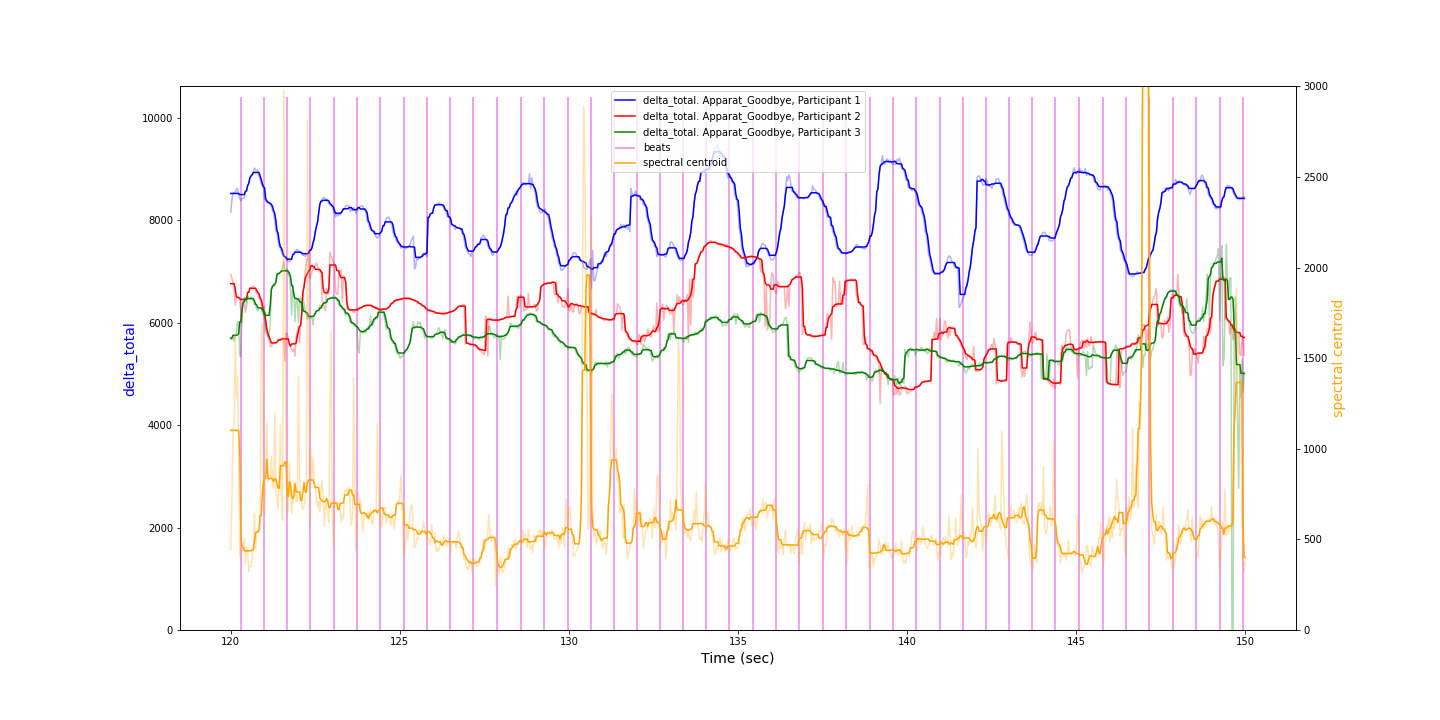 delta_total. Apparat_Goodbye, Participant 1
delta_total. Apparat_Goodbye, Participant 2
delta_total. Apparat_Goodbye, Participant 3
beats
spectral centroid
10000
8000
6000
4000
2000
0
delta_total
3000
2500
2000
1500
1000
500
0
spectral centroid
120
125
130
135
140
145
150
Time (sec)